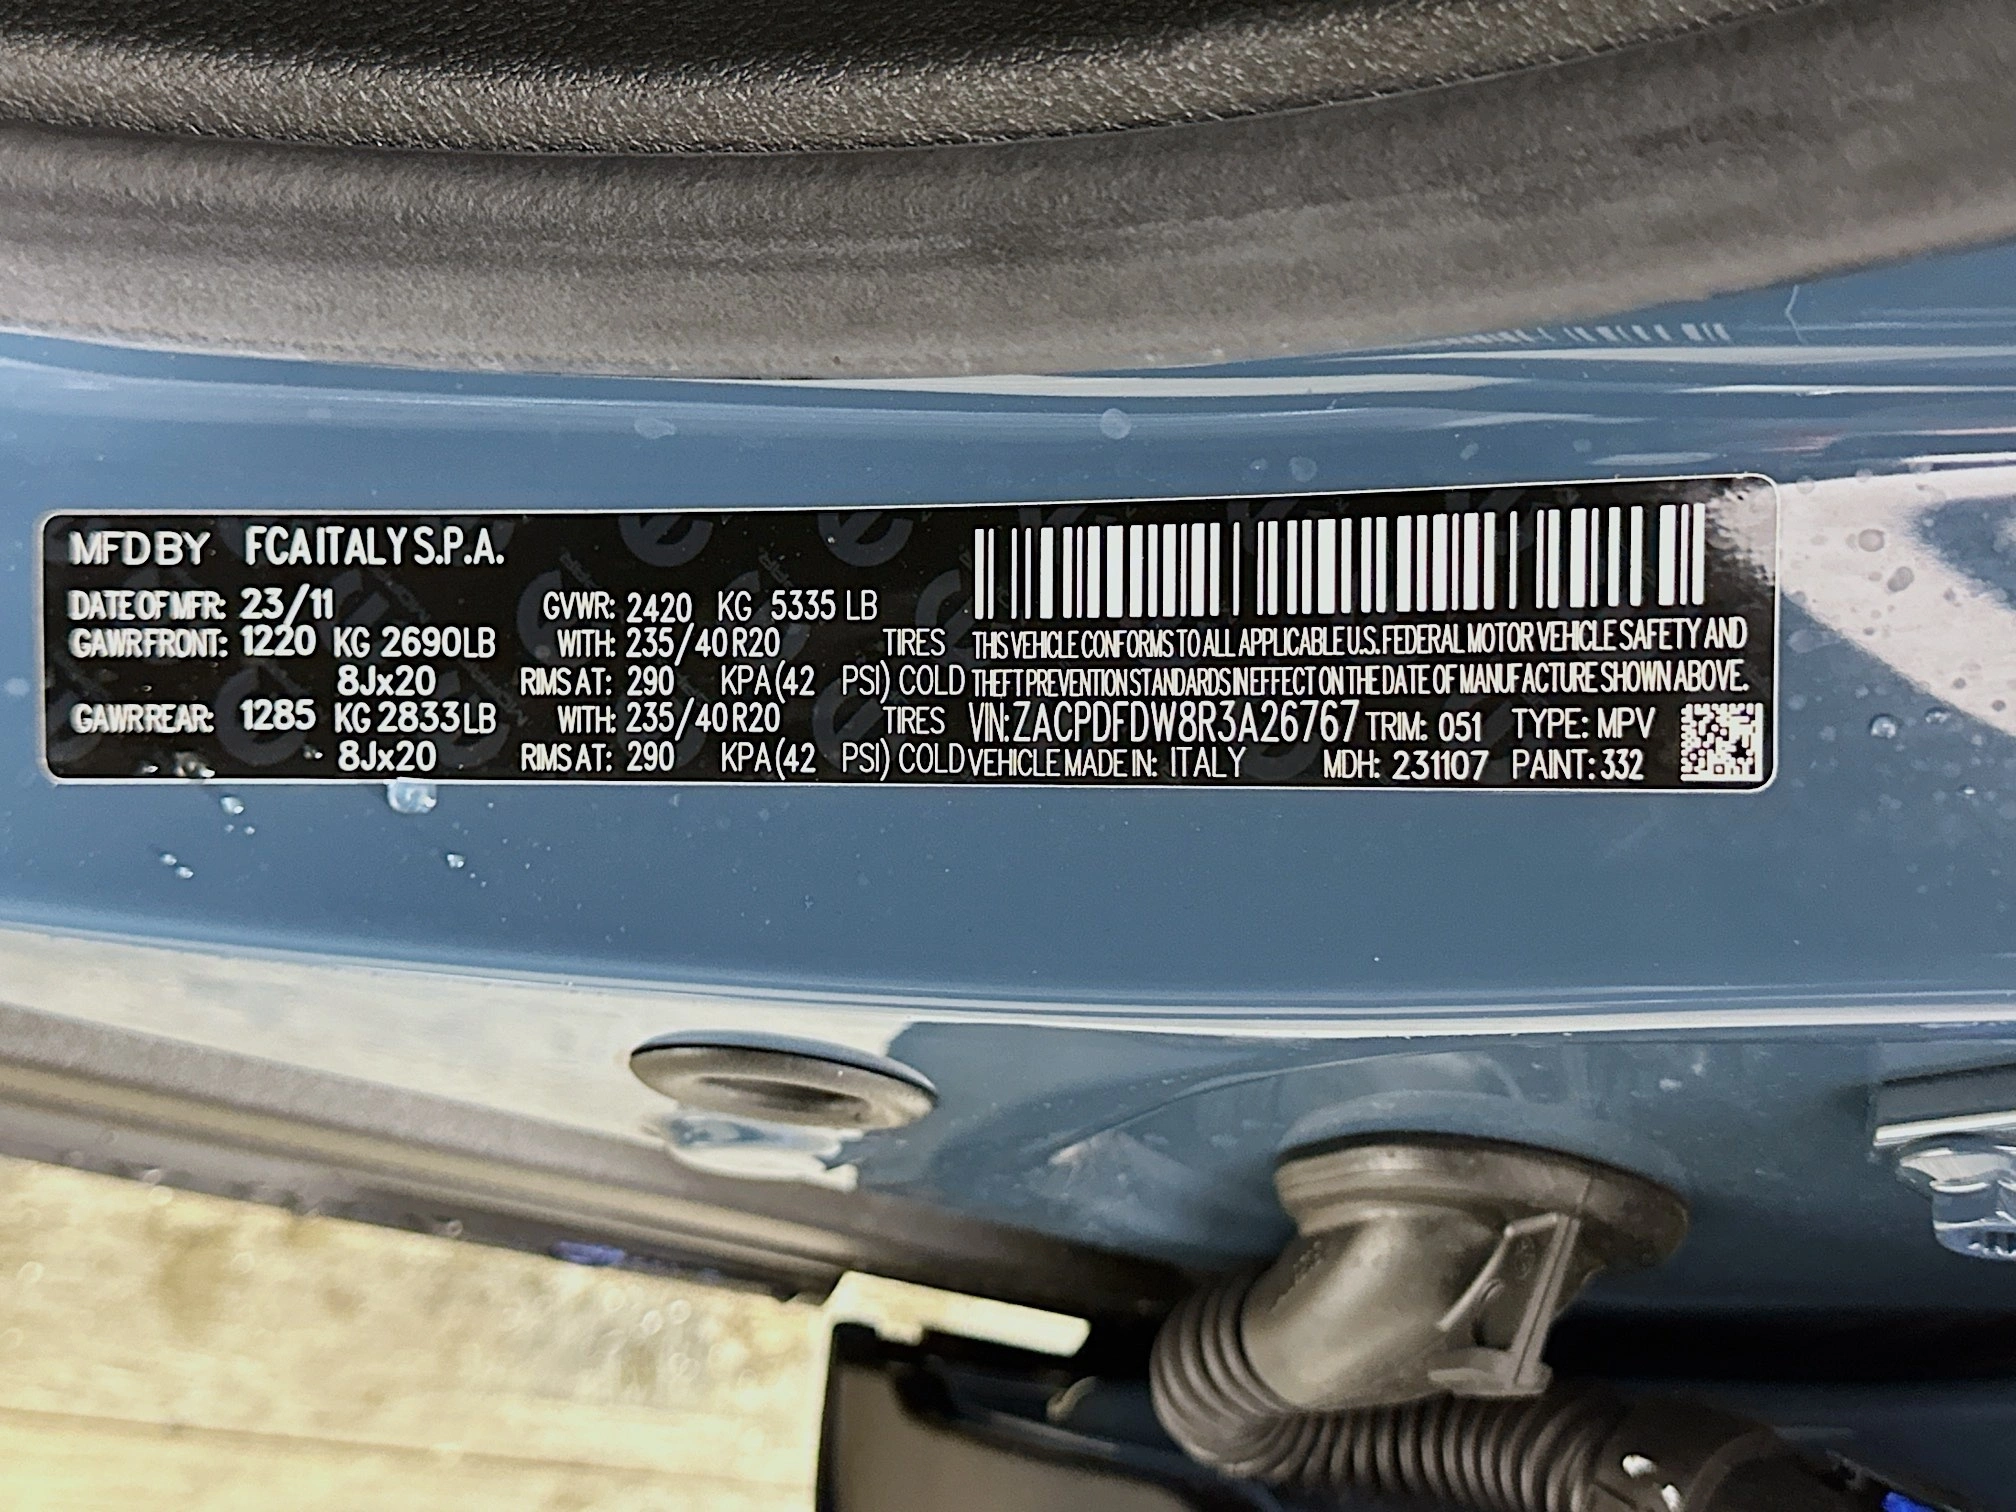 MFD BY FCA ITALY S.P.A.
DATE OF MFR: 23/11 GVWR: 2420 KG 5335 LB
GAWR FRONT: 1220 KG 2690 LB WITH: 235/40 R20 TIRES
8Jx20 RIMS AT: 290 KPA (42 PSI) COLD
GAWR REAR: 1285 KG 2833 LB WITH: 235/40 R20 TIRES
8Jx20 RIMS AT: 290 KPA (42 PSI) COLD
THIS VEHICLE CONFORMS TO ALL APPLICABLE U.S. FEDERAL MOTOR VEHICLE SAFETY AND
THEFT PREVENTION STANDARDS IN EFFECT ON THE DATE OF MANUFACTURE SHOWN ABOVE.
VIN: ZACPDFDW8R3A26767 TRIM: 051 TYPE: MPV
VEHICLE MADE IN: ITALY MDH: 231107 PAINT: 332